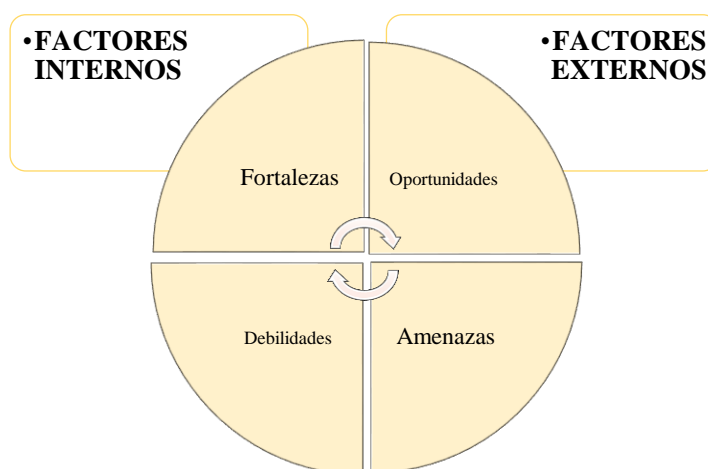 •FACTORES
INTERNOS
•FACTORES
EXTERNOS
Fortalezas
Oportunidades
Debilidades
Amenazas